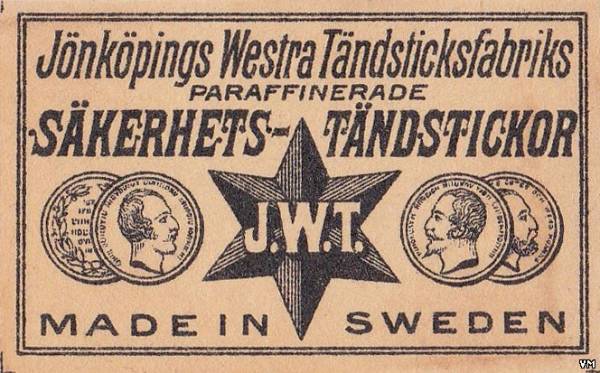 Jönköpings Westra Tändsticksfabriks
PARAFFINERADE
SÄKERHETS-TÄNDSTICKOR
J.W.T.
MADE IN SWEDEN
VM